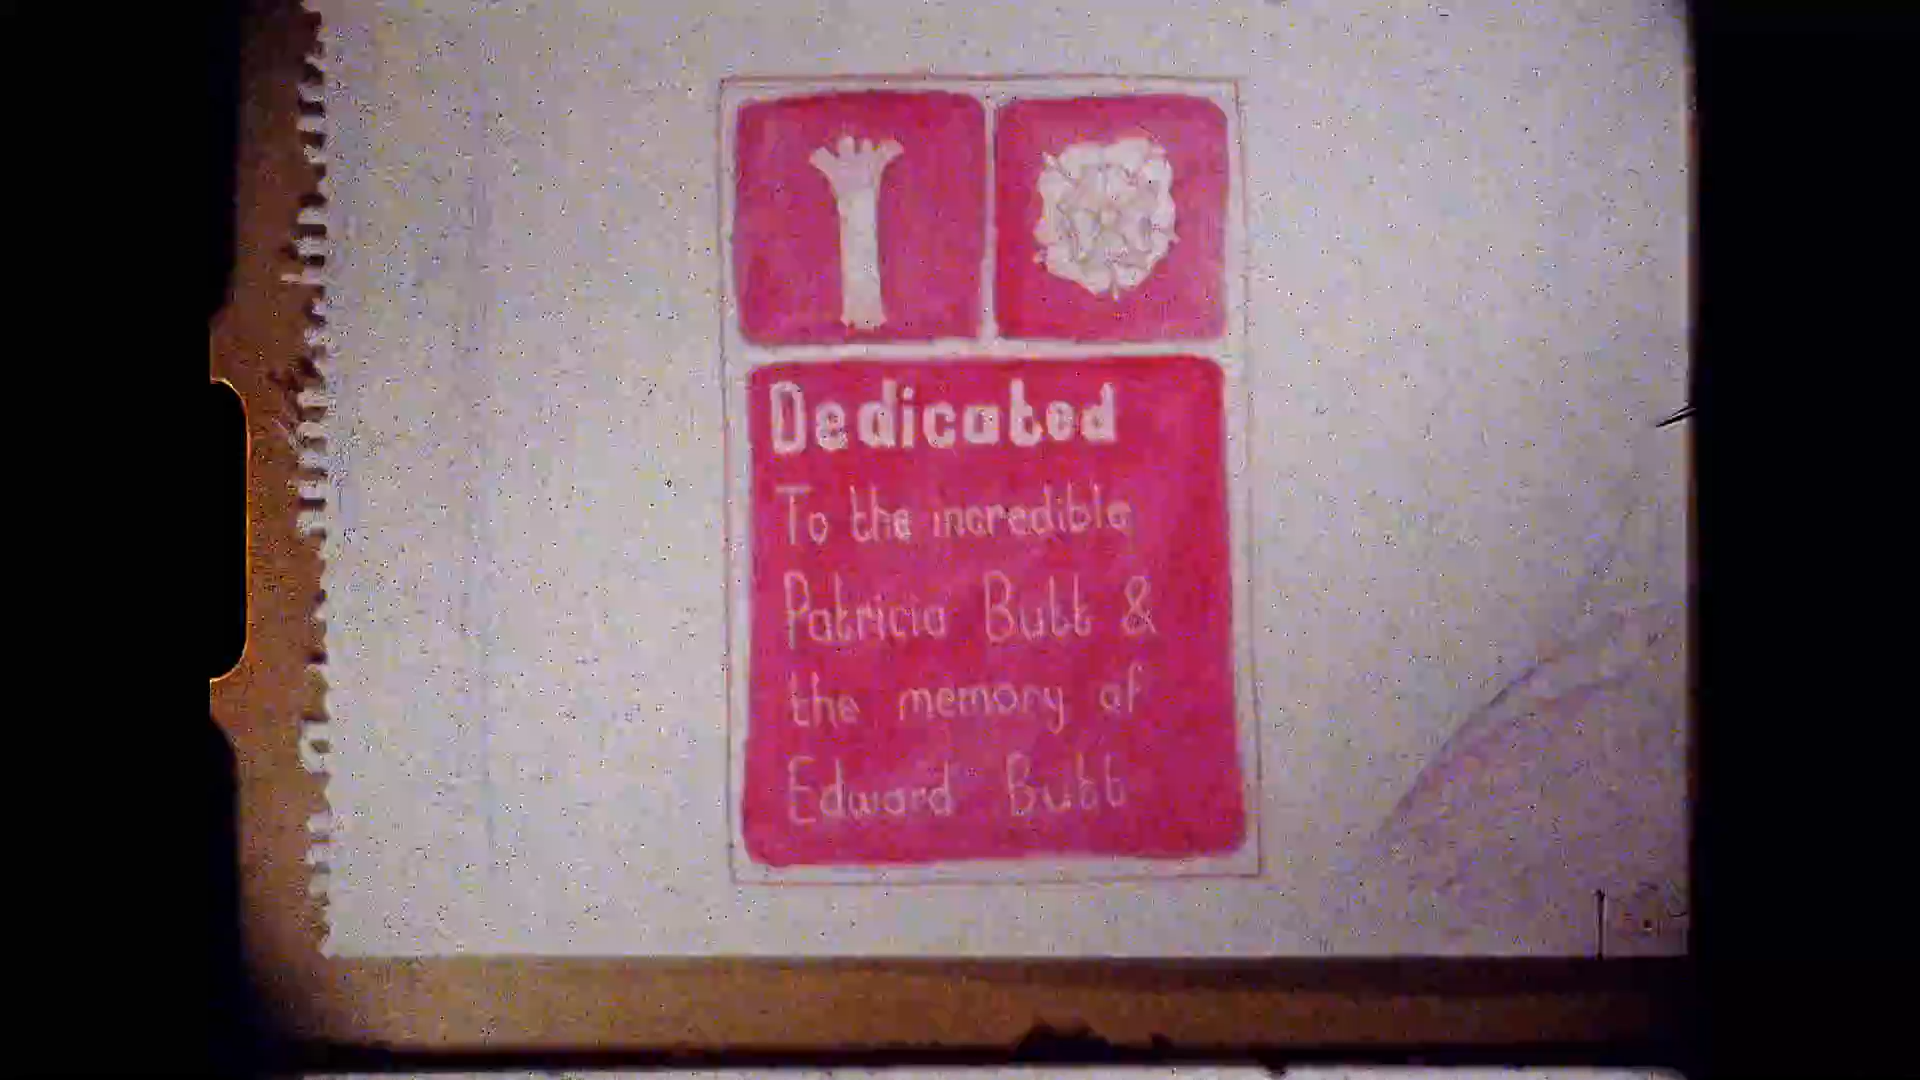 Dedicated
To the incredible
Patricia Butt &
the memory of
Edward Butt